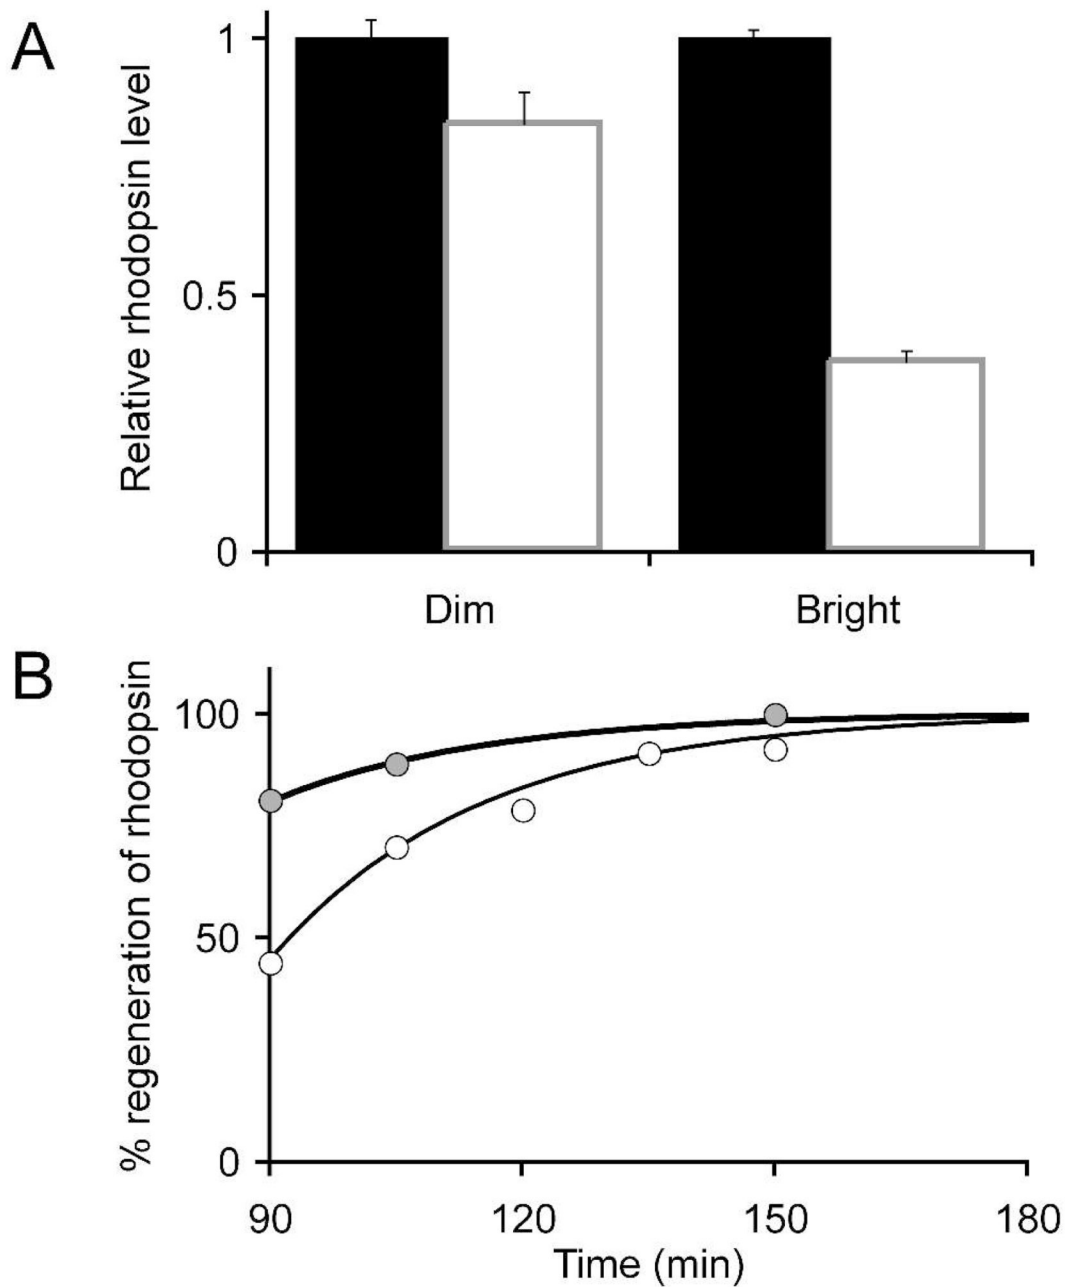 A
Relative rhodopsin level
1
0.5
0
Dim
Bright
B
% regeneration of rhodopsin
100
50
0
90
120
150
180
Time (min)